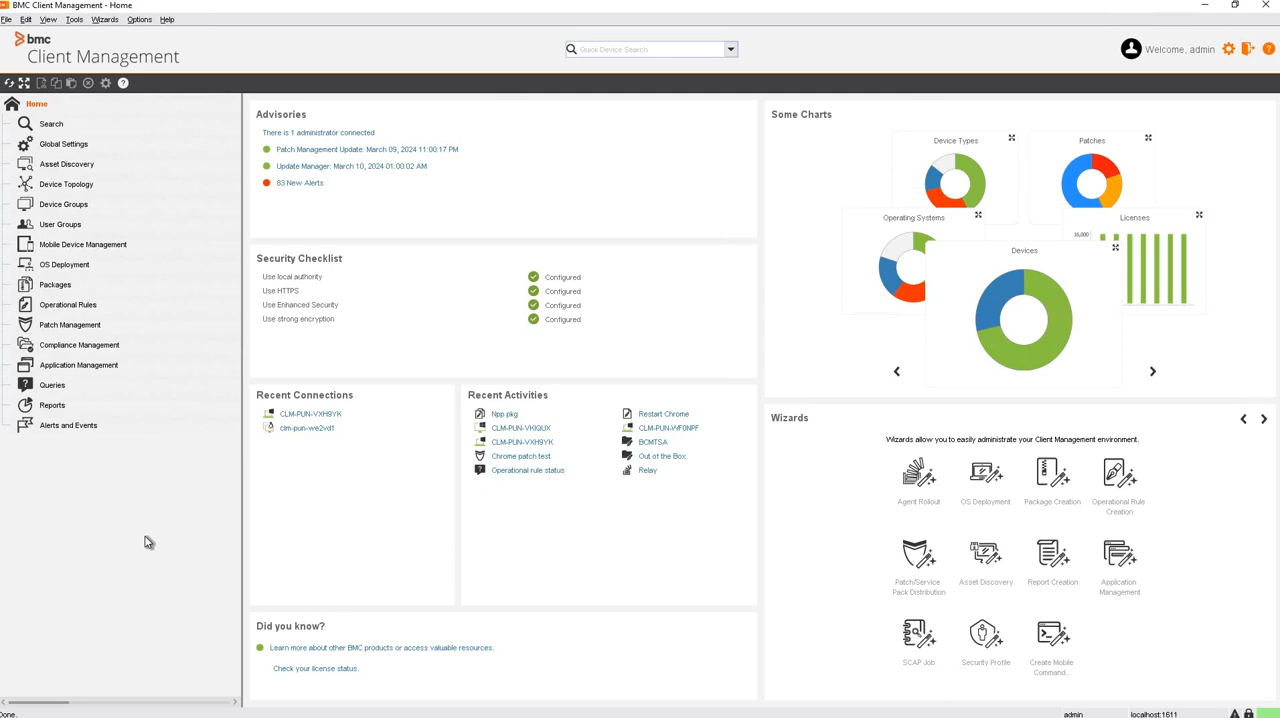 BMC Client Management - Home
File Edit View Tools Wizards Options Help
bmc
Client Management
Quick Device Search
Welcome, admin
Home
Search
Global Settings
Asset Discovery
Device Topology
Device Groups
User Groups
Mobile Device Management
OS Deployment
Packages
Operational Rules
Patch Management
Compliance Management
Application Management
Queries
Reports
Alerts and Events
Advisories
There is 1 administrator connected
Patch Management Update: March 09, 2024 11:00:17 PM
Update Manager: March 10, 2024 01:00:02 AM
83 New Alerts
Security Checklist
Use local authority Configured
Use HTTPS Configured
Use Enhanced Security Configured
Use strong encryption Configured
Recent Connections
CLM-PUN-VXH9YK
clm-pun-we2vd1
Recent Activities
Npp pkg Restart Chrome
CLM-PUN-VKIQUX CLM-PUN-WF0NPF
CLM-PUN-VXH9YK BCMTSA
Chrome patch test Out of the Box
Operational rule status Relay
Did you know?
Learn more about other BMC products or access valuable resources.
Check your license status.
Some Charts
Device Types
Patches
Operating Systems
Licenses
16,000
Devices
Wizards
Wizards allow you to easily administrate your Client Management environment.
Agent Rollout
OS Deployment
Package Creation
Operational Rule
Creation
Patch/Service
Pack Distribution
Asset Discovery
Report Creation
Application
Management
SCAP Job
Security Profile
Create Mobile
Command...
Done.
admin
localhost:1611